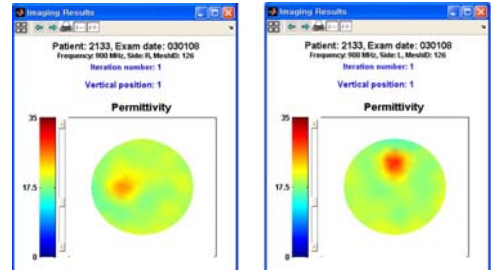 Imaging Results
Patient: 2133, Exam date: 030108
Frequency: 900 MHz, Side: R, MeshID: 126
Iteration number: 1
Vertical position: 1
Permittivity
35
17.5
0
Imaging Results
Patient: 2133, Exam date: 030108
Frequency: 900 MHz, Side: L, MeshID: 126
Iteration number: 1
Vertical position: 1
Permittivity
35
17.5
0